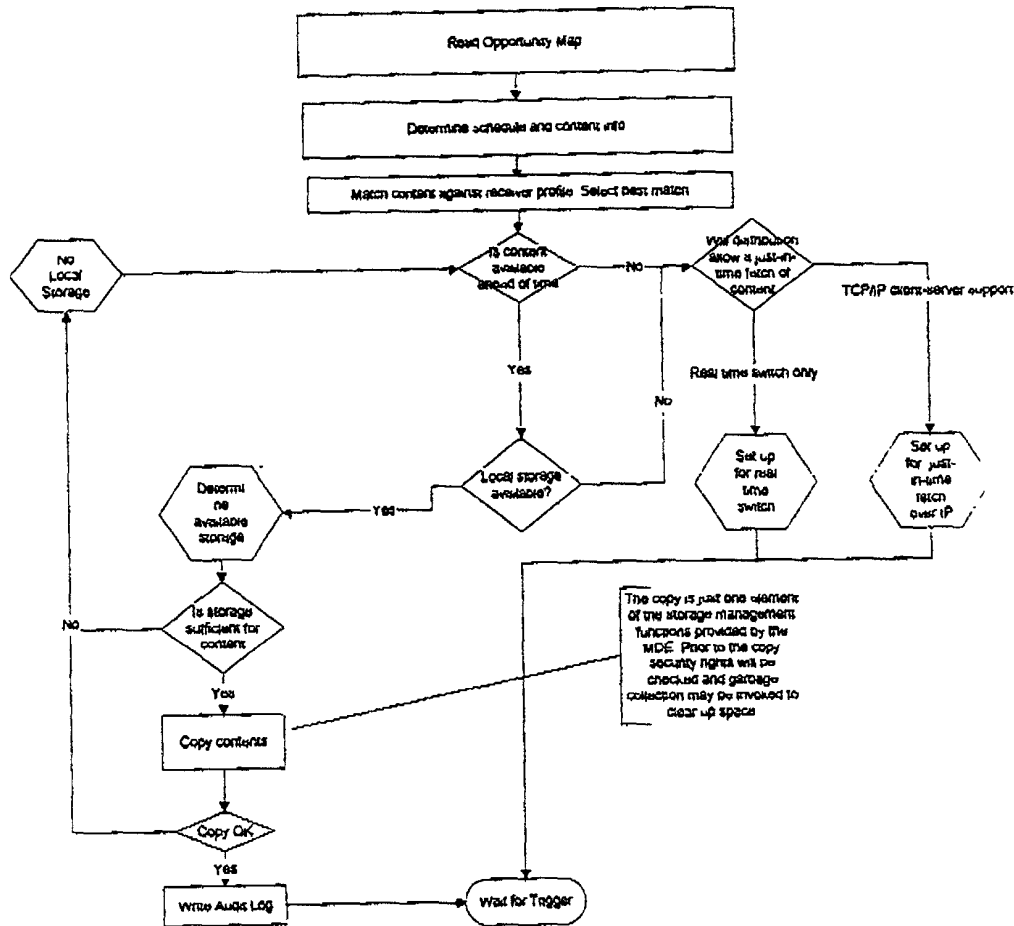 Read Opportunity Map
Determine schedule and content info
Match content against receiver profile. Select best match
No
Local
Storage
Is content
available
ahead of time
No
Will distribution
allow a just-in-
time fetch of
content
TCP/IP client-server support
Yes
Real time switch only
No
Local storage
available?
Yes
Set up
for real
time
switch
Set up
for just-
in-time
fetch
over IP
Determi
ne
available
storage
Is storage
sufficient for
content
No
Yes
The copy is just one element
of the storage management
functions provided by the
MDE. Prior to the copy
security rights will be
checked and garbage
collection may be invoked to
clear up space
Copy contents
Copy OK
Yes
Write Audit Log
Wait for Trigger